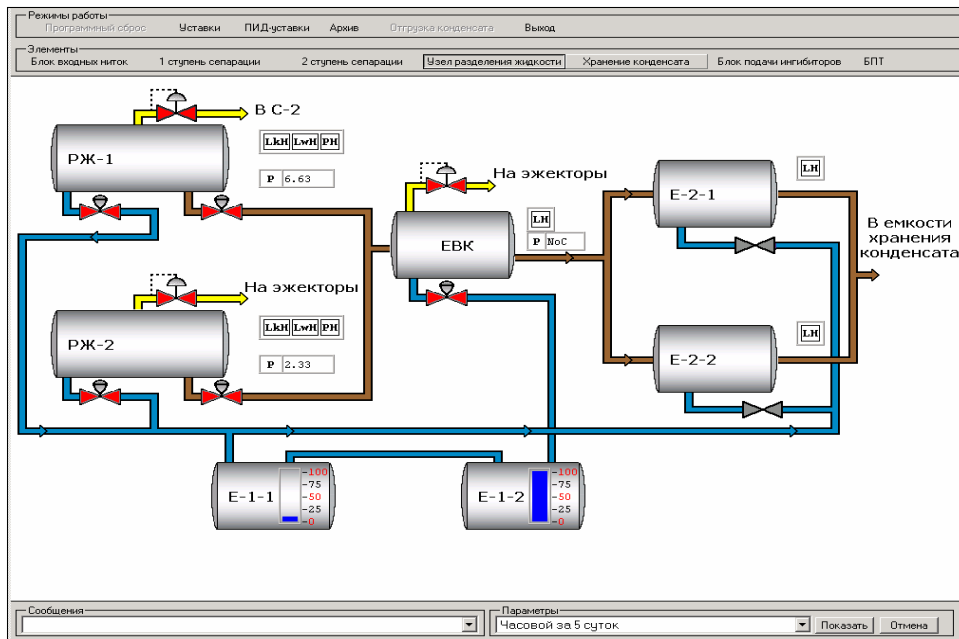 Режимы работы
Программный сброс Уставки ПИД-уставки Архив Отгрузка конденсата Выход
Элементы
Блок входных ниток 1 ступень сепарации 2 ступень сепарации Узел разделения жидкости Хранение конденсата Блок подачи ингибиторов БПТ
В С-2
РЖ-1
LkH LwH PH
P 6.63
На эжекторы
ЕВК
LH
P NoC
Е-2-1
LH
В емкости
хранения
конденсата
На эжекторы
РЖ-2
LkH LwH PH
P 2.33
Е-2-2
LH
Е-1-1
-100
-75
-50
-25
-0
Е-1-2
-100
-75
-50
-25
-0
Сообщения
Параметры
Часовой за 5 суток Показать Отмена